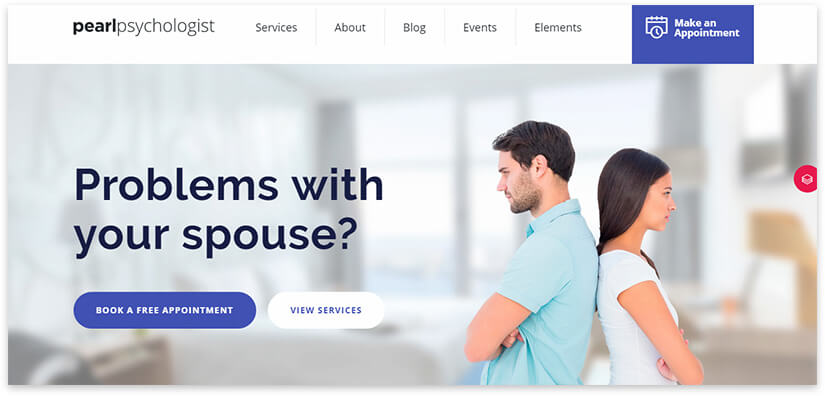 pearlpsychologist
Services
About
Blog
Events
Elements
Make an
Appointment
Problems with
your spouse?
BOOK A FREE APPOINTMENT
VIEW SERVICES